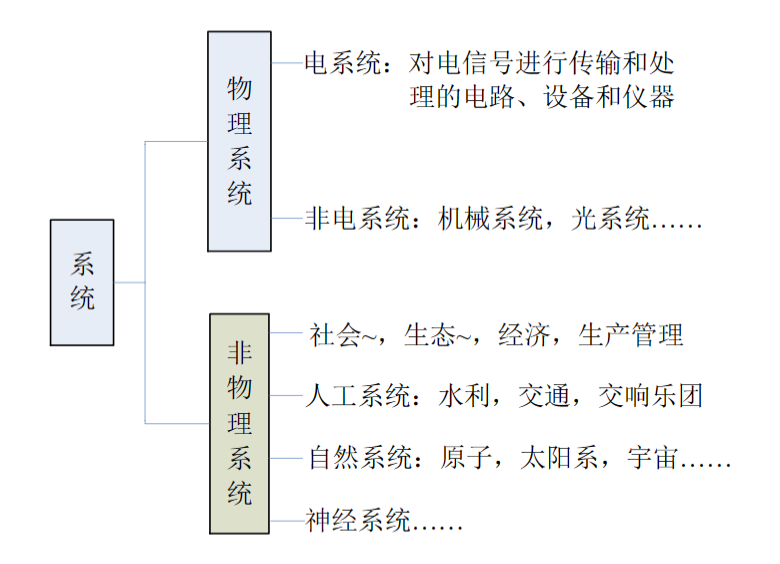 系统
物理系统
电系统：对电信号进行传输和处
理的电路、设备和仪器
非电系统：机械系统，光系统……
非物理系统
社会~，生态~，经济，生产管理
人工系统：水利，交通，交响乐团
自然系统：原子，太阳系，宇宙……
神经系统……